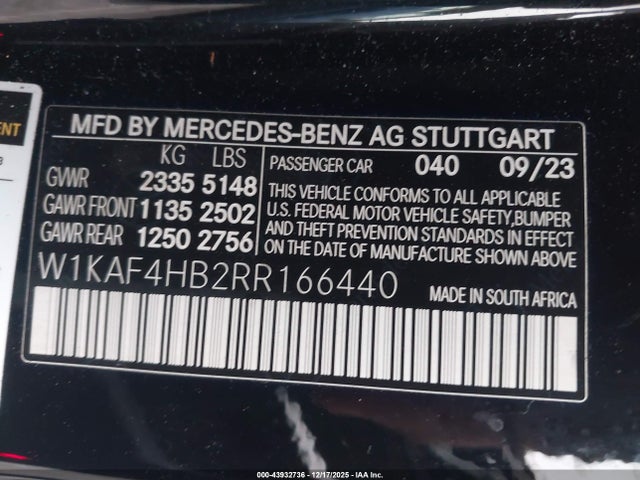 ENT
MFD BY MERCEDES-BENZ AG STUTTGART
KG LBS
GWR 2335 5148
GAWR FRONT 1135 2502
GAWR REAR 1250 2756
PASSENGER CAR 040 09/23
THIS VEHICLE CONFORMS TO ALL APPLICABLE
U.S. FEDERAL MOTOR VEHICLE SAFETY,BUMPER
AND THEFT PREVENTION STANDARDS IN EFFECT
ON THE DATE OF MANUFACTURE SHOWN ABOVE
W1KAF4HB2RR166440
MADE IN SOUTH AFRICA
00-43932736 - 12/17/2025 - IAA Inc.